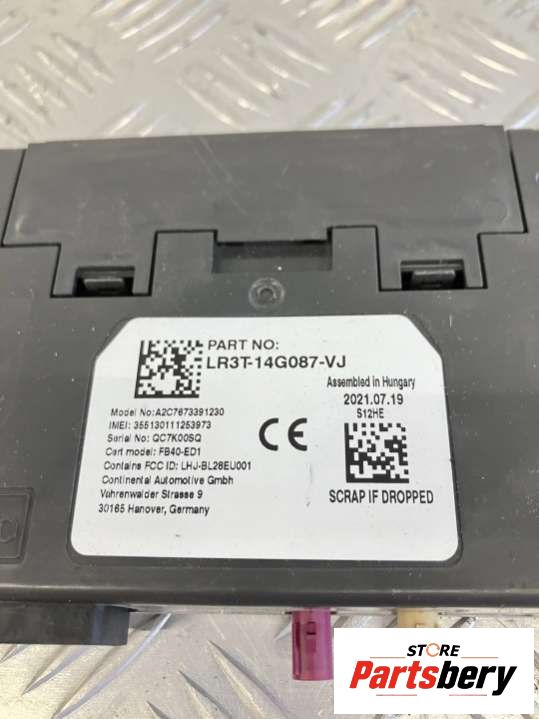 PART NO:
LR3T-14G087-VJ
Assembled in Hungary
2021.07.19
S12HE
Model No:A2C7673391230
IMEI: 355130111253973
Serial No: QC7K00SQ
Cert model: FB40-ED1
Contains FCC ID: LHJ-BL28EU001
Continental Automotive Gmbh
Vahrenwalder Strasse 9
30165 Hanover, Germany
CE
SCRAP IF DROPPED
STORE
Partsbery